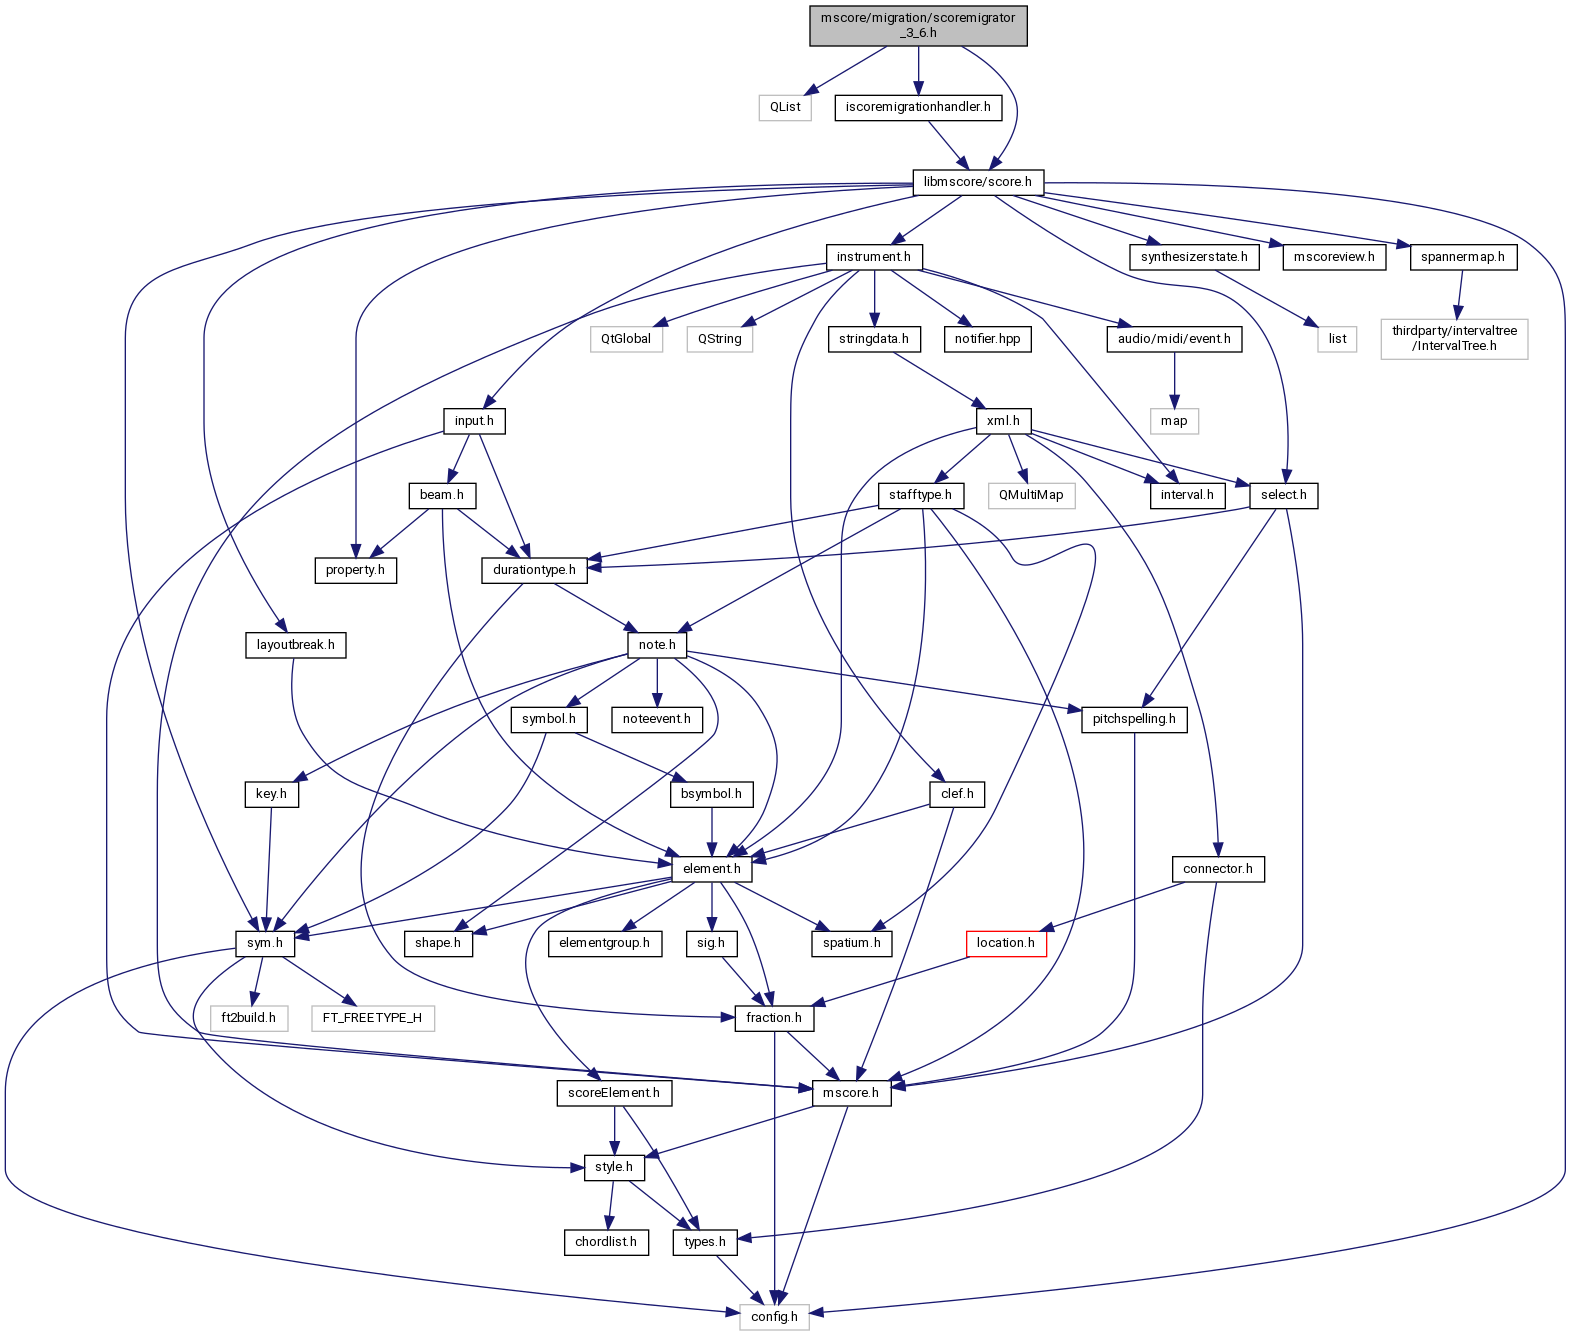 mscore/migration/scoremigrator
_3_6.h
QList
iscoremigrationhandler.h
libmscore/score.h
instrument.h
synthesizerstate.h
mscoreview.h
spannermap.h
QtGlobal
QString
stringdata.h
notifier.hpp
audio/midi/event.h
list
thirdparty/intervaltree
/IntervalTree.h
input.h
xml.h
map
beam.h
stafftype.h
QMultiMap
interval.h
select.h
property.h
durationtype.h
layoutbreak.h
note.h
symbol.h
noteevent.h
pitchspelling.h
key.h
bsymbol.h
clef.h
element.h
connector.h
sym.h
shape.h
elementgroup.h
sig.h
spatium.h
location.h
ft2build.h
FT_FREETYPE_H
fraction.h
scoreElement.h
mscore.h
style.h
chordlist.h
types.h
config.h